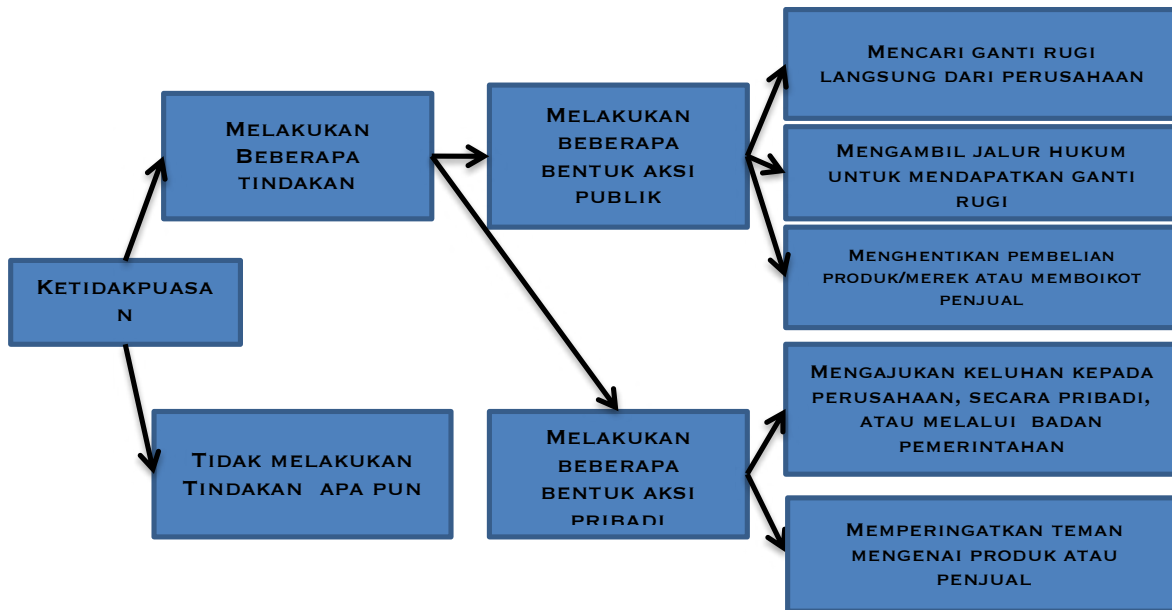 Mencari ganti rugi
langsung dari perusahaan
Melakukan
Beberapa
tindakan
Melakukan
beberapa
bentuk aksi
publik
Mengambil jalur hukum
untuk mendapatkan ganti
rugi
Menghentikan pembelian
produk/merek atau memboikot
penjual
Ketidakpuasa
n
Tidak melakukan
Tindakan apa pun
Melakukan
beberapa
bentuk aksi
pribadi
Mengajukan keluhan kepada
perusahaan, secara pribadi,
atau melalui badan
pemerintahan
Memperingatkan teman
mengenai produk atau
penjual